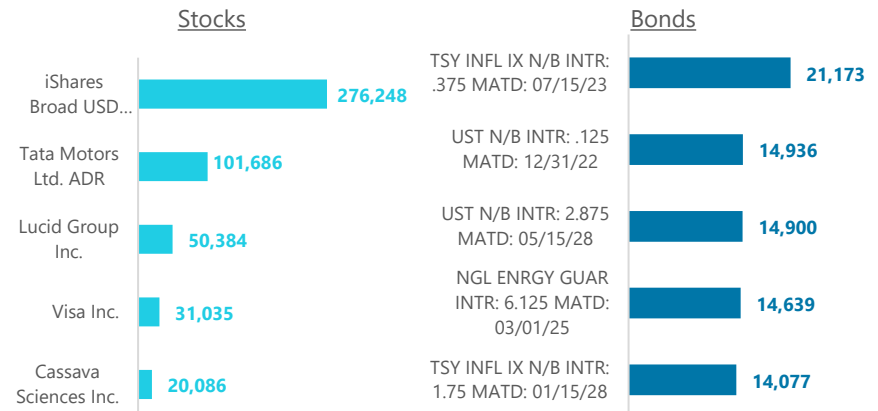 Stocks
iShares
Broad USD...
276,248
Tata Motors
Ltd. ADR
101,686
Lucid Group
Inc.
50,384
Visa Inc.
31,035
Cassava
Sciences Inc.
20,086
Bonds
TSY INFL IX N/B INTR:
.375 MATD: 07/15/23
21,173
UST N/B INTR: .125
MATD: 12/31/22
14,936
UST N/B INTR: 2.875
MATD: 05/15/28
14,900
NGL ENRGY GUAR
INTR: 6.125 MATD:
03/01/25
14,639
TSY INFL IX N/B INTR:
1.75 MATD: 01/15/28
14,077